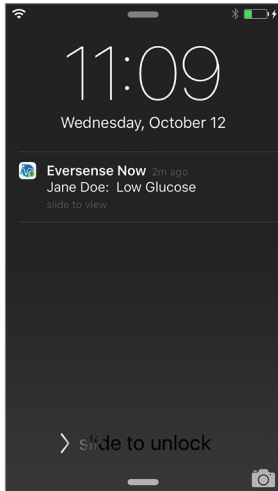 11:09
Wednesday, October 12
Eversense Now 2m ago
Jane Doe: Low Glucose
slide to view
slide to unlock